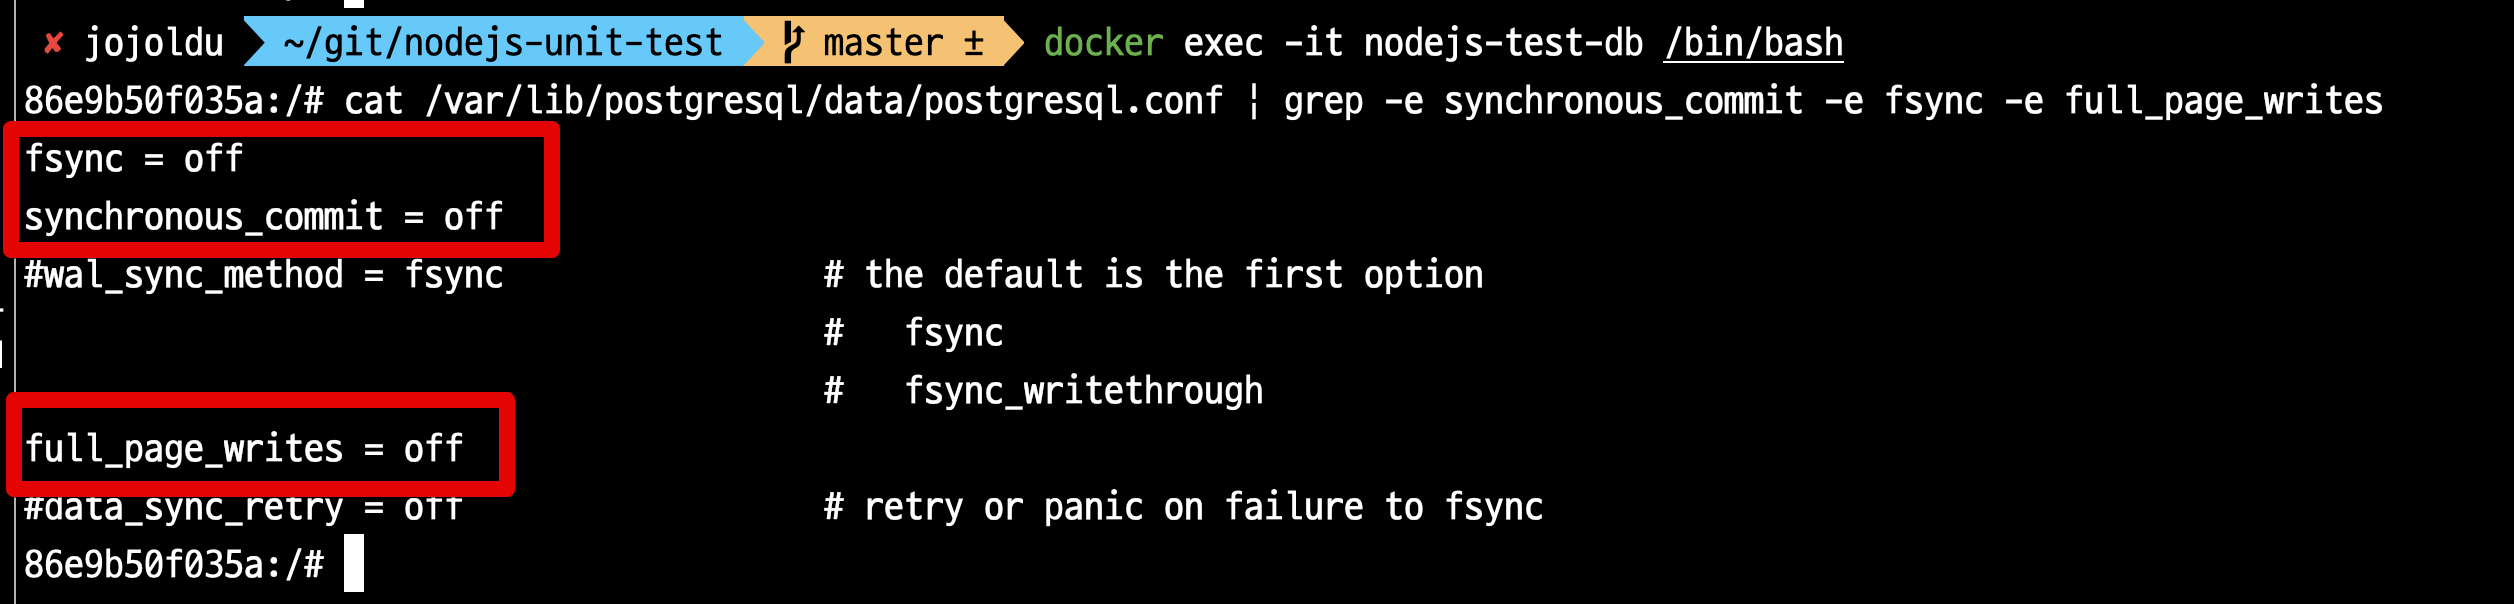 ✘ jojoldu ~/git/nodejs-unit-test master ± docker exec -it nodejs-test-db /bin/bash
86e9b50f035a:/# cat /var/lib/postgresql/data/postgresql.conf | grep -e synchronous_commit -e fsync -e full_page_writes
fsync = off
synchronous_commit = off
#wal_sync_method = fsync # the default is the first option
# fsync
# fsync_writethrough
full_page_writes = off
#data_sync_retry = off # retry or panic on failure to fsync
86e9b50f035a:/#